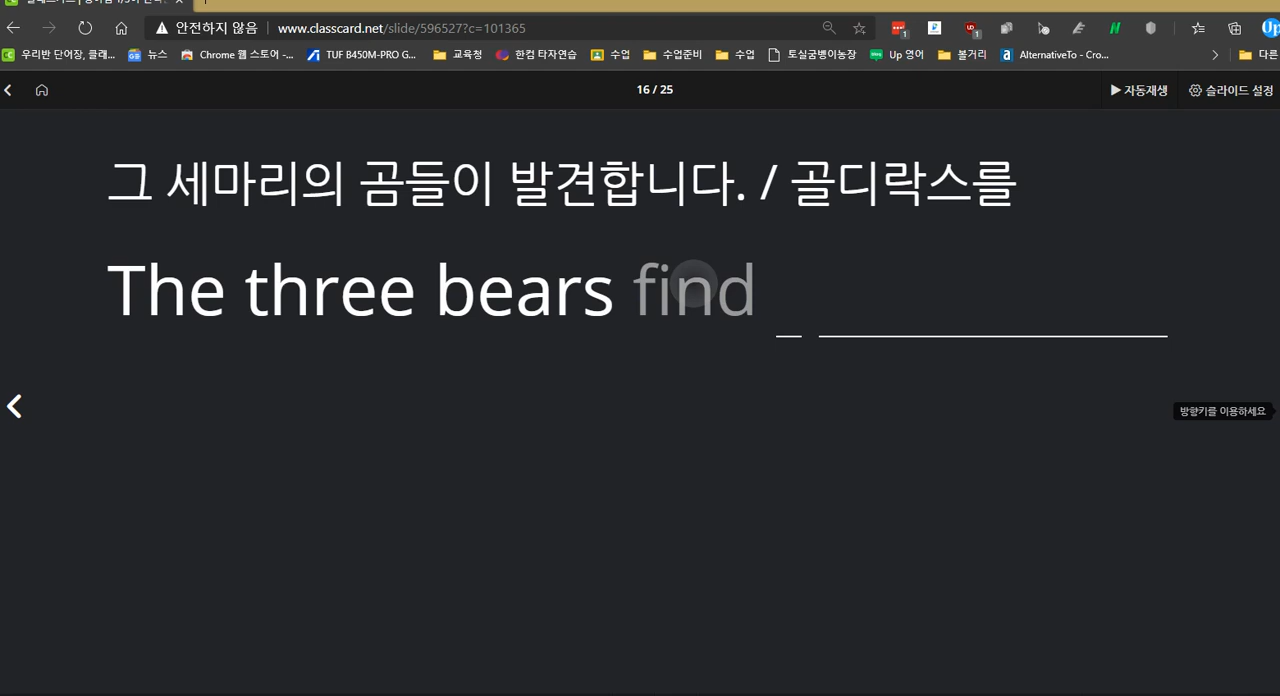 안전하지 않음 www.classcard.net/slide/596527?c=101365
우리반 단어장, 클래... 뉴스 Chrome 웹 스토어 -... TUF B450M-PRO G... 교육청 한컴 타자연습 수업 수업준비 수업 토실굼벵이농장 Up 영어 볼거리 AlternativeTo - Cro... 다른
16 / 25 자동재생 슬라이드 설정
그 세마리의 곰들이 발견합니다. / 골디락스를
The three bears find
방향키를 이용하세요